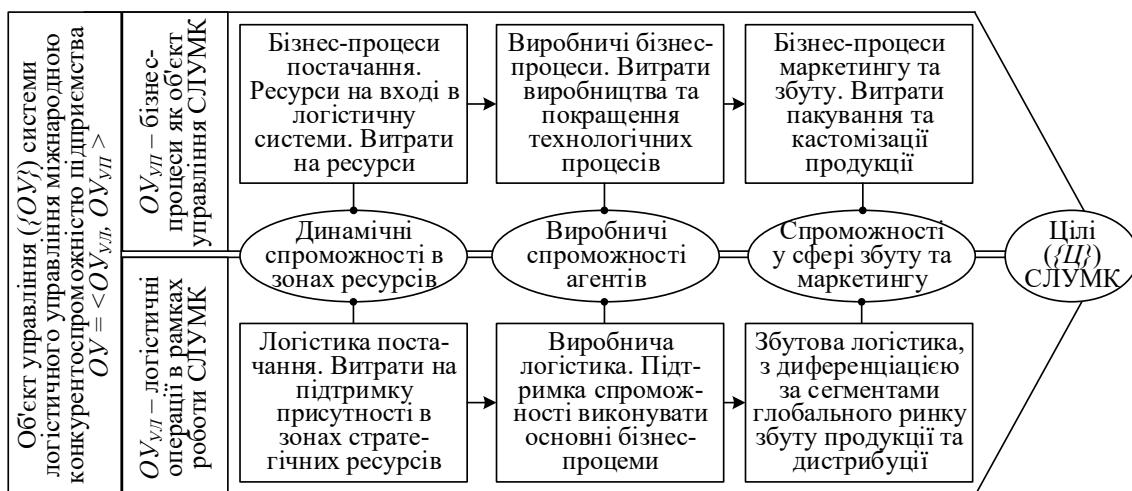 Об'єкт управління ({ОУ}) системи
логістичного управління міжнародною
конкурентоспроможністю підприємства
ОУ = <ОУУЛ, ОУУП >
ОУУП – бізнес-
процеси як об'єкт
управління СЛУМК
Бізнес-процеси
постачання.
Ресурси на вході в
логістичну
системи. Витрати
на ресурси
Виробничі бізнес-
процеси. Витрати
виробництва та
покращення
технологічних
процесів
Бізнес-процеси
маркетингу та
збуту. Витрати
пакування та
кастомізації
продукції
Динамічні
спроможності в
зонах ресурсів
Виробничі
спроможності
агентів
Спроможності
у сфері збуту та
маркетингу
Цілі
({Ц})
СЛУМК
ОУУЛ – логістичні
операції в рамках
роботи СЛУМК
Логістика поста-
чання. Витрати на
підтримку
присутності в
зонах страте-
гічних ресурсів
Виробнича
логістика. Підт-
римка спромож-
ності виконувати
основні бізнес-
процеми
Збутова логістика,
з диференціацією
за сегментами
глобального ринку
збуту продукції та
дистрибуції